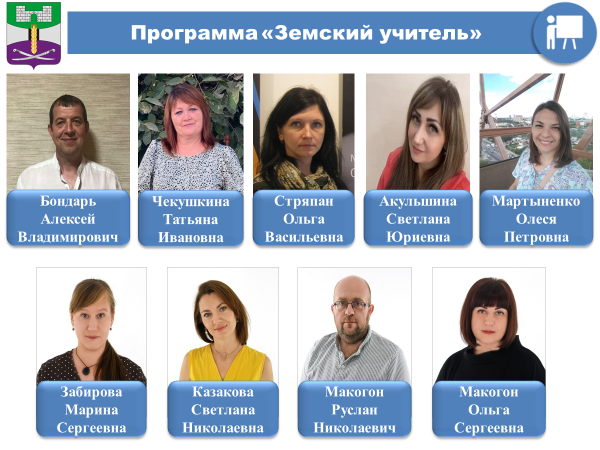 Программа «Земский учитель»
Бондарь
Алексей
Владимирович
Чекушкина
Татьяна
Ивановна
Стряпан
Ольга
Васильевна
Акульшина
Светлана
Юриевна
Мартыненко
Олеся
Петровна
Забирова
Марина
Сергеевна
Казакова
Светлана
Николаевна
Макогон
Руслан
Николаевич
Макогон
Ольга
Сергеевна